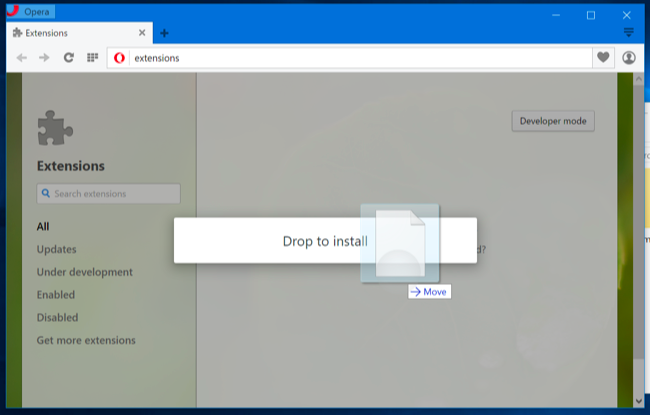 Opera
Extensions
extensions
Developer mode
Extensions
Search extensions
All
Updates
Drop to install
Under development
Move
Enabled
Disabled
Get more extensions